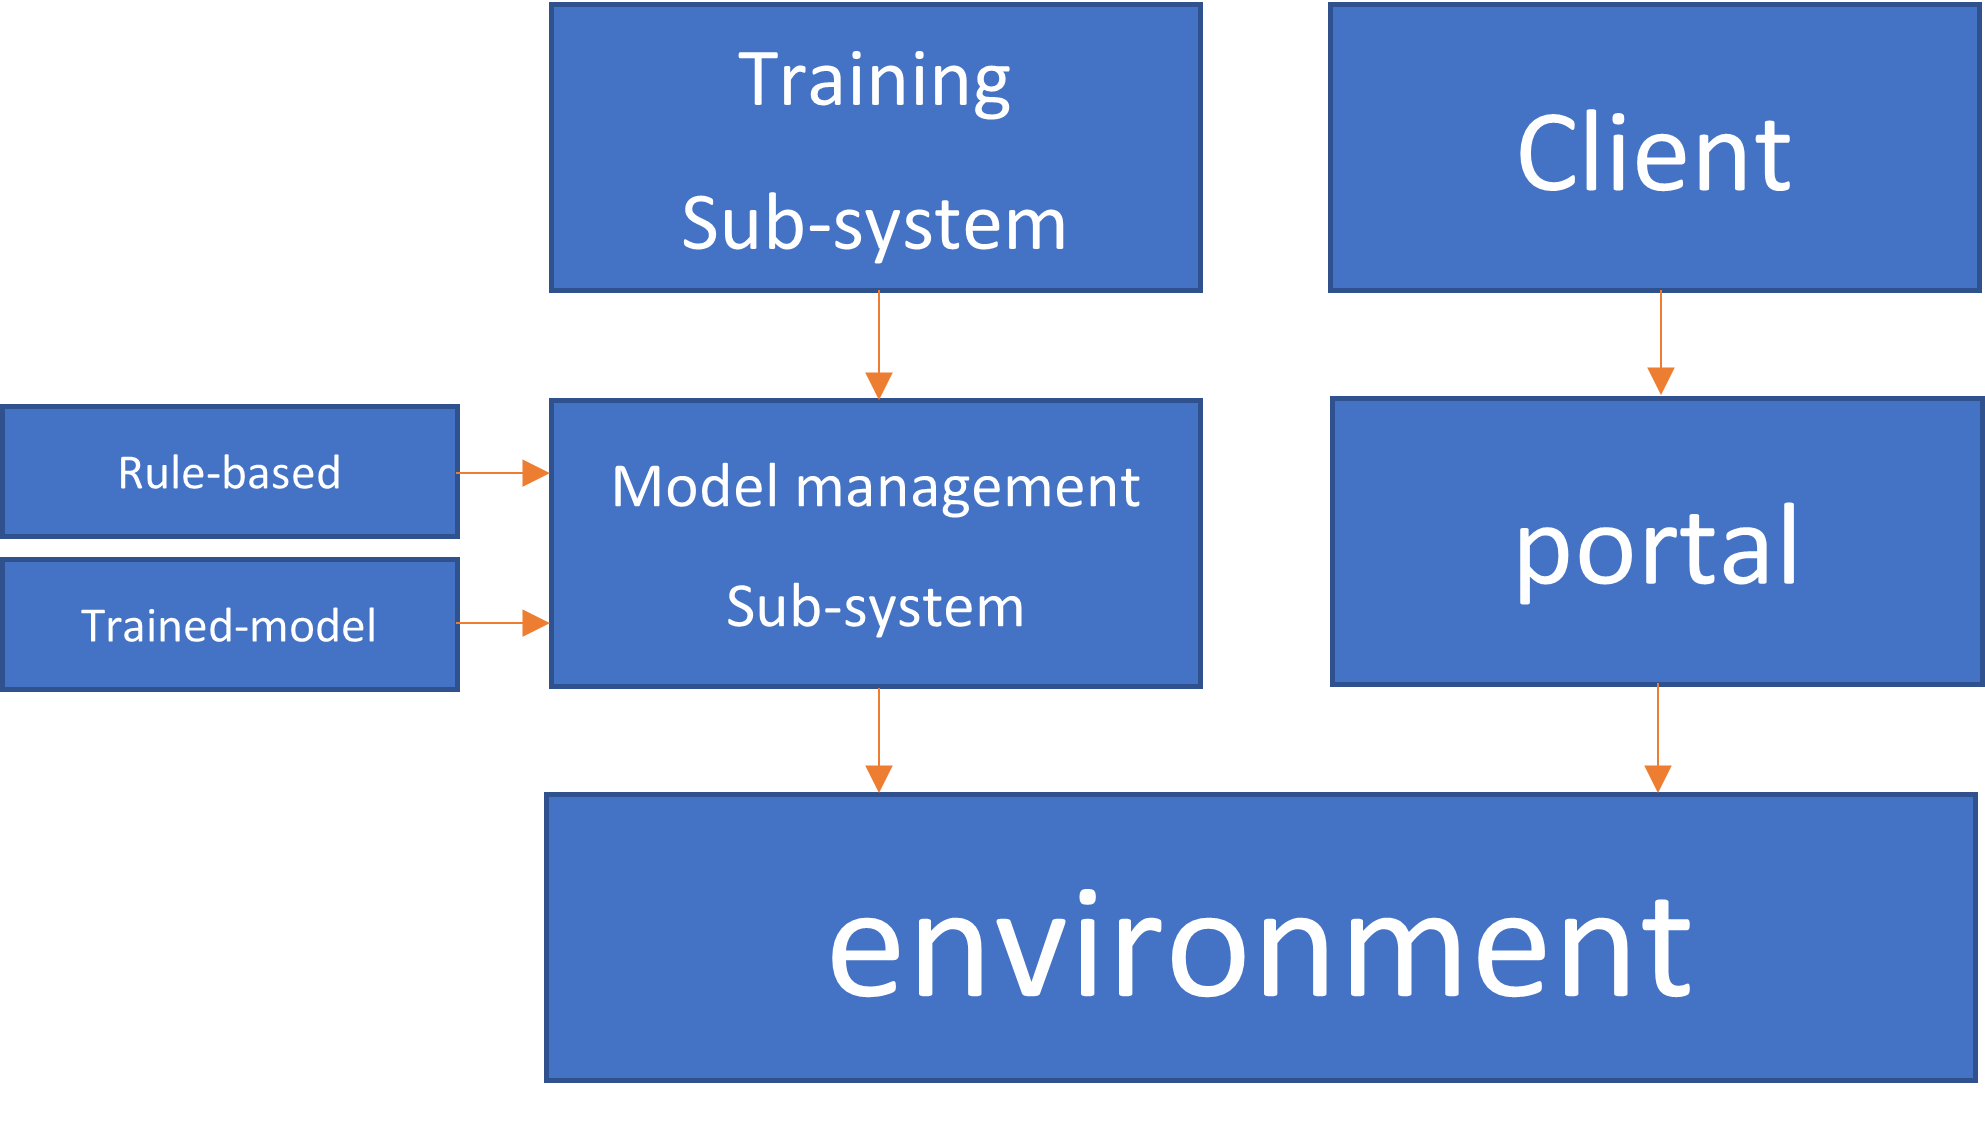 Training
Sub-system
Client
Rule-based
Trained-model
Model management
Sub-system
portal
environment